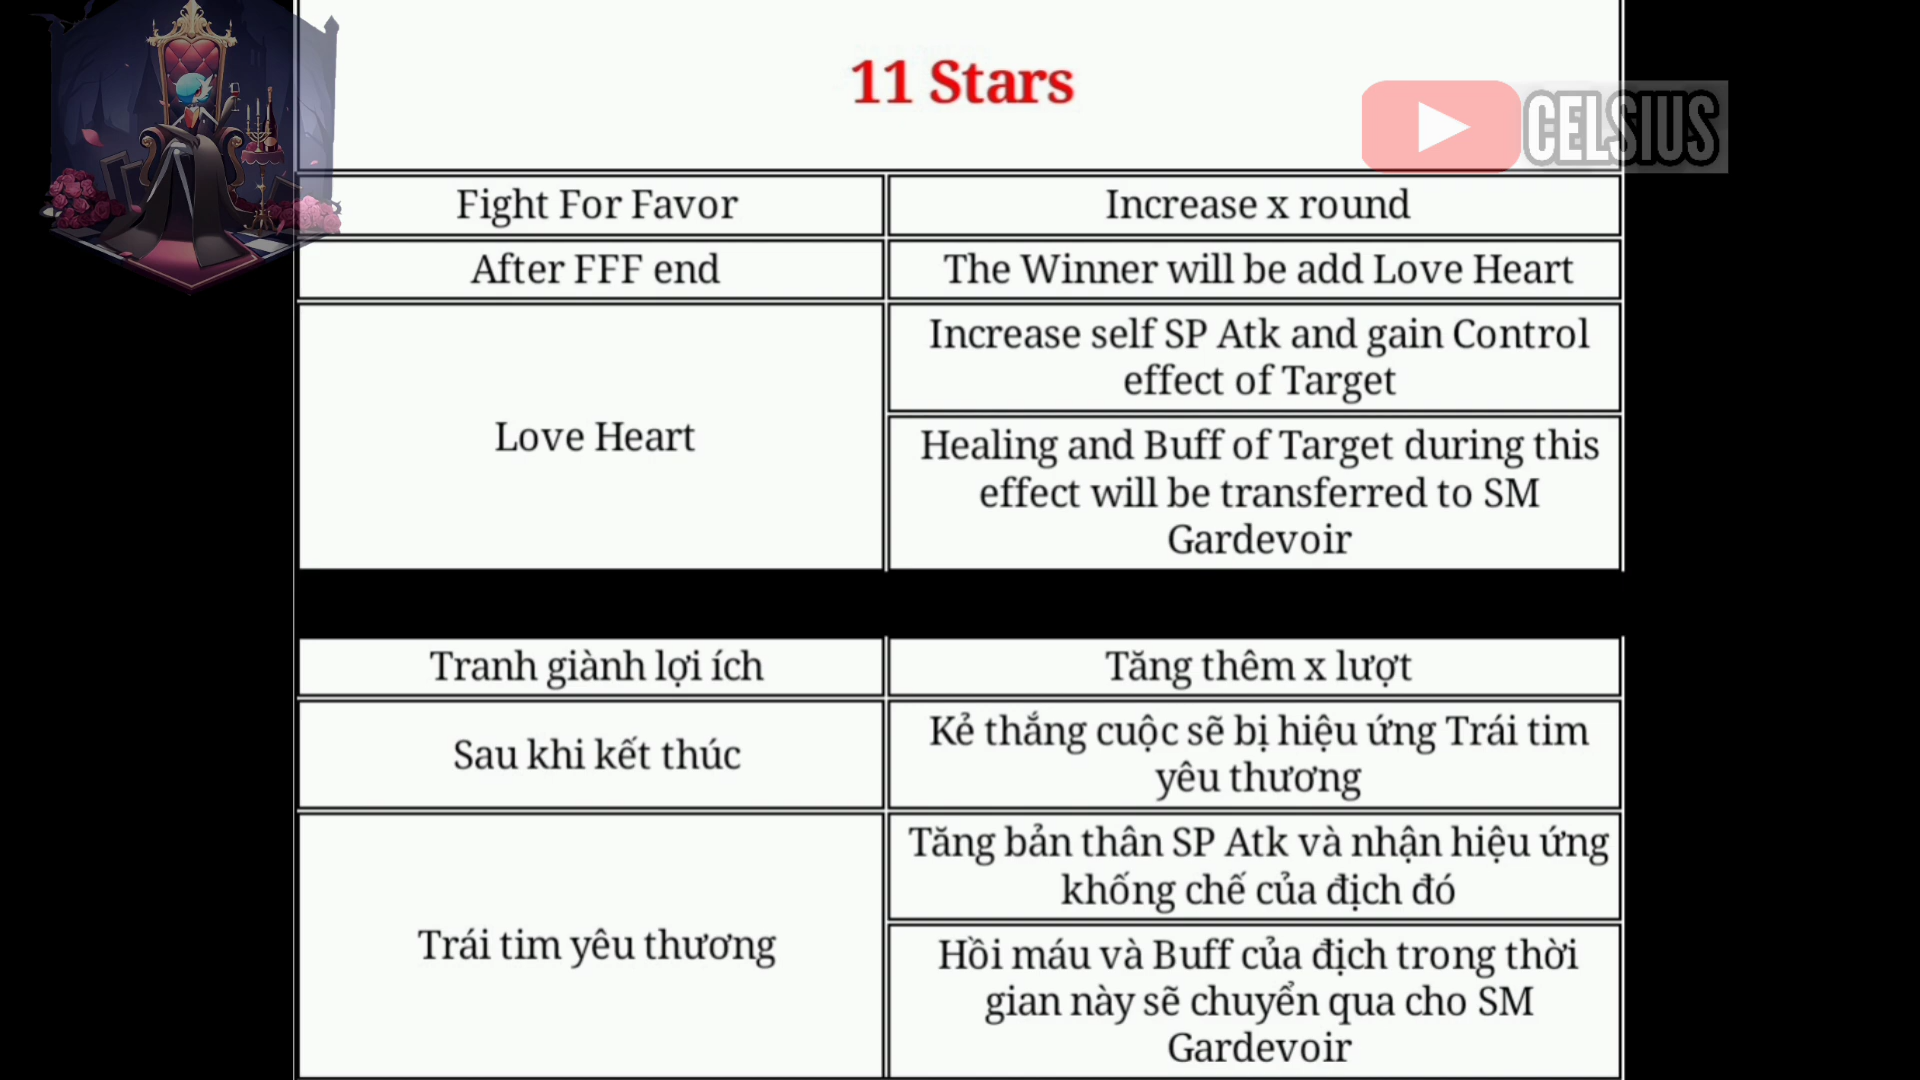 11 Stars
CELSIUS
Fight For Favor
Increase x round
After FFF end
The Winner will be add Love Heart
Love Heart
Increase self SP Atk and gain Control
effect of Target
Healing and Buff of Target during this
effect will be transferred to SM
Gardevoir
Tranh giành lợi ích
Tăng thêm x lượt
Sau khi kết thúc
Kẻ thắng cuộc sẽ bị hiệu ứng Trái tim
yêu thương
Trái tim yêu thương
Tăng bản thân SP Atk và nhận hiệu ứng
khống chế của địch đó
Hồi máu và Buff của địch trong thời
gian này sẽ chuyển qua cho SM
Gardevoir